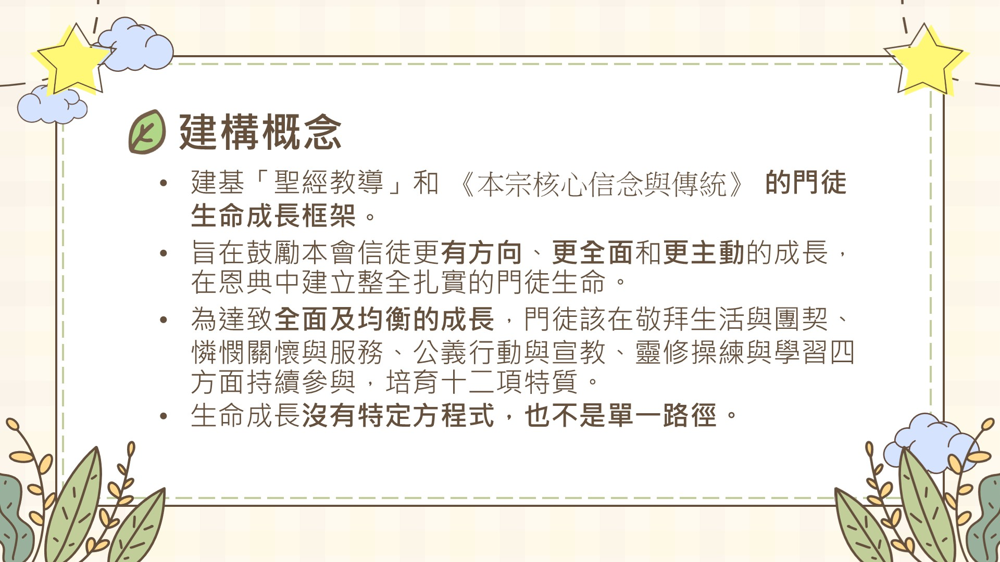 建構概念
• 建基「聖經教導」和 《本宗核心信念與傳統》 的門徒
生命成長框架。
• 旨在鼓勵本會信徒更有方向、更全面和更主動的成長，
在恩典中建立整全扎實的門徒生命。
• 為達致全面及均衡的成長，門徒該在敬拜生活與團契、
憐憫關懷與服務、公義行動與宣教、靈修操練與學習四
方面持續參與，培育十二項特質。
• 生命成長沒有特定方程式，也不是單一路徑。